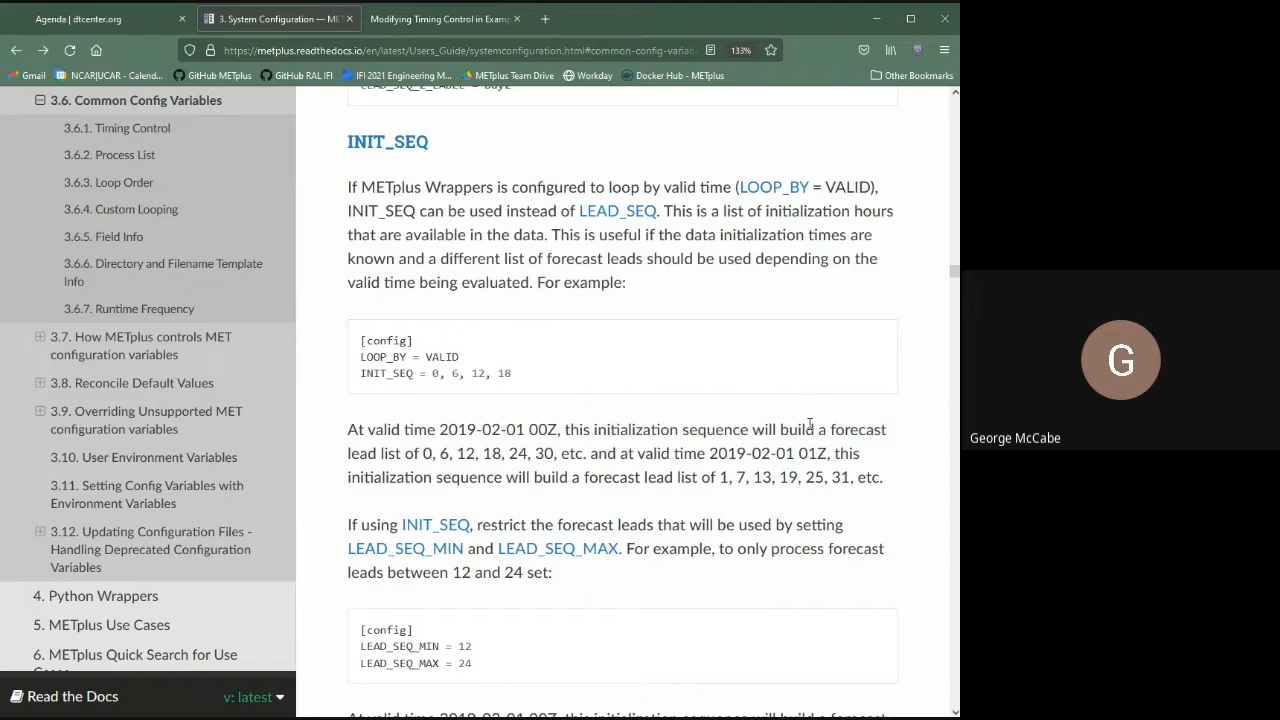 Agenda | dtcenter.org
3. System Configuration — MET
Modifying Timing Control in Examp
https://metplus.readthedocs.io/en/latest/Users_Guide/systemconfiguration.html#common-config-variab
133%
Gmail
NCAR|UCAR - Calend...
GitHub METplus
GitHub RAL IFI
IFI 2021 Engineering M...
METplus Team Drive
Workday
Docker Hub - METplus
Other Bookmarks
3.6. Common Config Variables
3.6.1. Timing Control
3.6.2. Process List
3.6.3. Loop Order
3.6.4. Custom Looping
3.6.5. Field Info
3.6.6. Directory and Filename Template
Info
3.6.7. Runtime Frequency
3.7. How METplus controls MET
configuration variables
3.8. Reconcile Default Values
3.9. Overriding Unsupported MET
configuration variables
3.10. User Environment Variables
3.11. Setting Config Variables with
Environment Variables
3.12. Updating Configuration Files -
Handling Deprecated Configuration
Variables
4. Python Wrappers
5. METplus Use Cases
6. METplus Quick Search for Use
Read the Docs
v: latest
INIT_SEQ
If METplus Wrappers is configured to loop by valid time (LOOP_BY = VALID),
INIT_SEQ can be used instead of LEAD_SEQ. This is a list of initialization hours
that are available in the data. This is useful if the data initialization times are
known and a different list of forecast leads should be used depending on the
valid time being evaluated. For example:
[config]
LOOP_BY = VALID
INIT_SEQ = 0, 6, 12, 18
At valid time 2019-02-01 00Z, this initialization sequence will build a forecast
lead list of 0, 6, 12, 18, 24, 30, etc. and at valid time 2019-02-01 01Z, this
initialization sequence will build a forecast lead list of 1, 7, 13, 19, 25, 31, etc.
If using INIT_SEQ, restrict the forecast leads that will be used by setting
LEAD_SEQ_MIN and LEAD_SEQ_MAX. For example, to only process forecast
leads between 12 and 24 set:
[config]
LEAD_SEQ_MIN = 12
LEAD_SEQ_MAX = 24
At valid time 2019-02-01 00Z, this initialization sequence will build a forecast
G
George McCabe